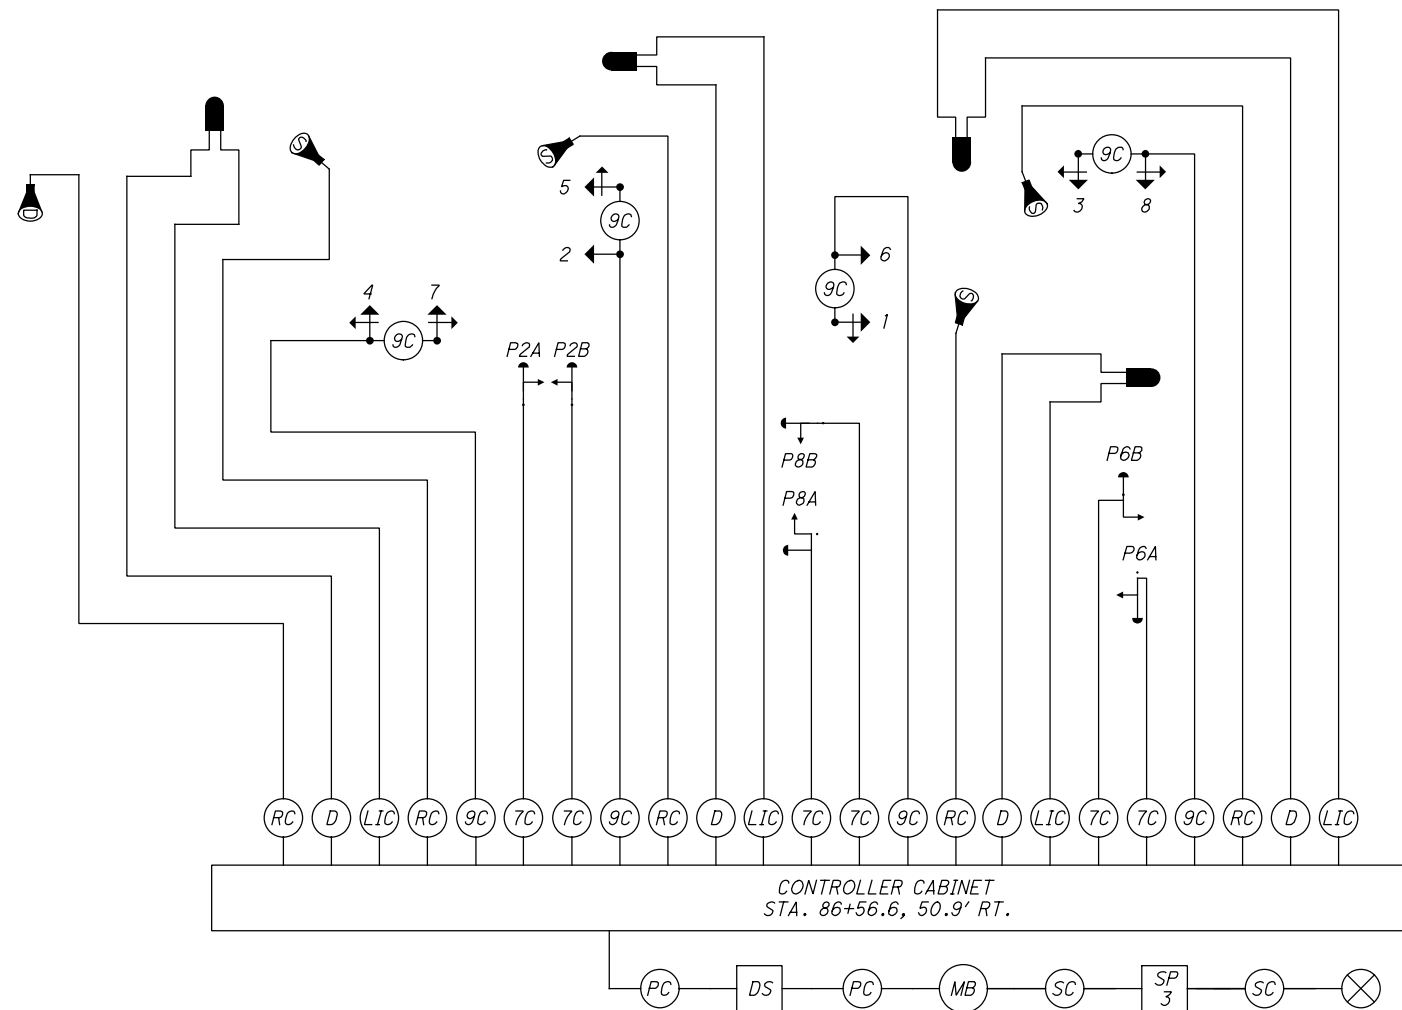 S
S
5
9C
2
D
4
7
9C
P2A
P2B
6
9C
1
9C
3
8
S
S
P8B
P8A
P6B
P6A
RC
D
LIC
RC
9C
7C
7C
9C
RC
D
LIC
7C
7C
9C
RC
D
LIC
7C
7C
9C
RC
D
LIC
CONTROLLER CABINET
STA. 86+56.6, 50.9' RT.
PC
DS
PC
MB
SC
SP
3
SC